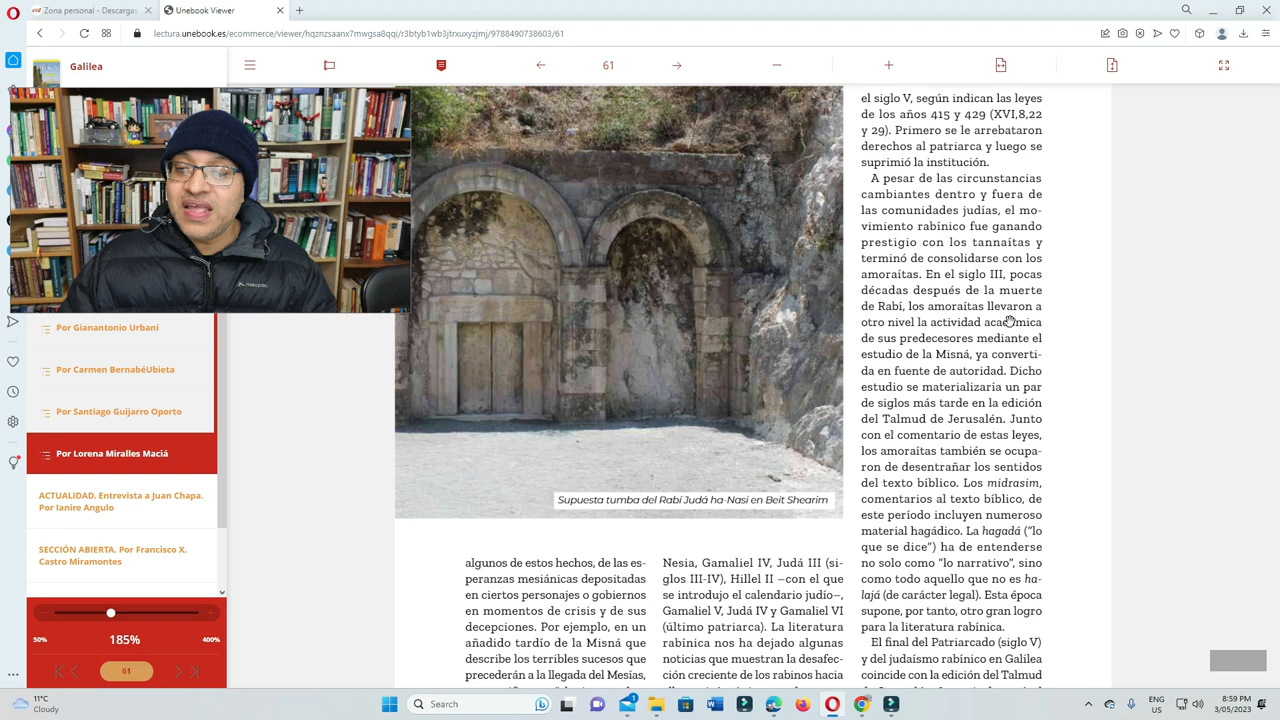 Zona personal - Descargas
Unebook Viewer
lectura.unebook.es/ecommerce/viewer/hqznzsaanx7mwgsa8qqi/r3btyb1wb3jtrxuxyzjmj/9788490738603/61
Galilea
61
Por Gianantonio Urbani
Por Carmen BernabéUbieta
Por Santiago Guijarro Oporto
Por Lorena Miralles Maciá
ACTUALIDAD. Entrevista a Juan Chapa.
Por Ianire Angulo
SECCIÓN ABIERTA. Por Francisco X.
Castro Miramontes
50%
185%
400%
61
Supuesta tumba del Rabí Judá ha-Nasi en Beit Shearim
algunos de estos hechos, de las es-
peranzas mesiánicas depositadas
en ciertos personajes o gobiernos
en momentos de crisis y de sus
decepciones. Por ejemplo, en un
añadido tardío de la Misná que
describe los terribles sucesos que
precederán a la llegada del Mesías,
Nesia, Gamaliel IV, Judá III (si-
glos III-IV), Hillel II –con el que
se introdujo el calendario judío–,
Gamaliel V, Judá IV y Gamaliel VI
(último patriarca). La literatura
rabínica nos ha dejado algunas
noticias que muestran la desafec-
ción creciente de los rabinos hacia
el siglo V, según indican las leyes
de los años 415 y 429 (XVI,8,22
y 29). Primero se le arrebataron
derechos al patriarca y luego se
suprimió la institución.
A pesar de las circunstancias
cambiantes dentro y fuera de
las comunidades judías, el mo-
vimiento rabínico fue ganando
prestigio con los tannaítas y
terminó de consolidarse con los
amoraítas. En el siglo III, pocas
décadas después de la muerte
de Rabí, los amoraítas llevaron a
otro nivel la actividad académica
de sus predecesores mediante el
estudio de la Misná, ya converti-
da en fuente de autoridad. Dicho
estudio se materializaría un par
de siglos más tarde en la edición
del Talmud de Jerusalén. Junto
con el comentario de estas leyes,
los amoraítas también se ocupa-
ron de desentrañar los sentidos
del texto bíblico. Los midrasim,
comentarios al texto bíblico, de
este período incluyen numeroso
material hagádico. La hagadá ("lo
que se dice") ha de entenderse
no solo como "lo narrativo", sino
como todo aquello que no es ha-
lajá (de carácter legal). Esta época
supone, por tanto, otro gran logro
para la literatura rabínica.
El final del Patriarcado (siglo V)
y del judaísmo rabínico en Galilea
coincide con la edición del Talmud
11°C
Cloudy
Search
ENG
US
8:59 PM
3/05/2023